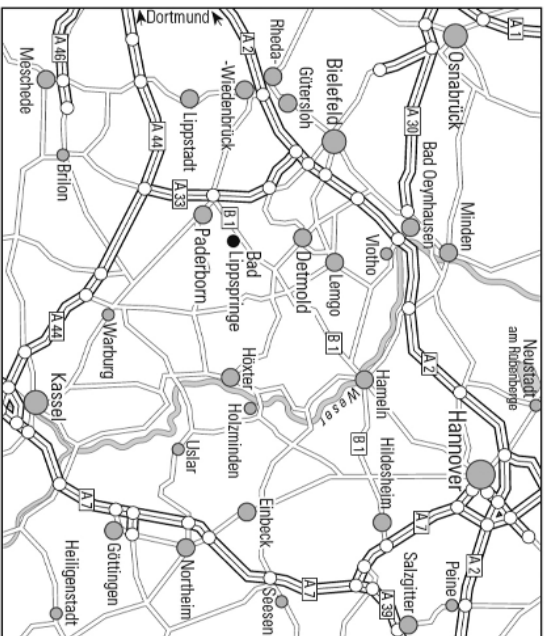 Dortmund
A 1
A 2
A 46
Rheda-
-Wiedenbrück
Gütersloh
Osnabrück
Meschede
Lippstadt
A 44
Bielefeld
A 30
Bad Oeynhausen
Minden
Brilon
A 33
B 1
Bad
Lippspringe
Paderborn
Detmold
Lemgo
Vlotho
Neustadt
am Rübenberge
A 44
Warburg
B 1
A 2
Höxter
Hameln
Weser
Kassel
Holzminden
Hannover
Uslar
B 1
Hildesheim
A 7
Einbeck
A 7
Göttingen
Northeim
Salzgitter
A 2
Peine
Heiligenstadt
Seesen
A 7
A 39